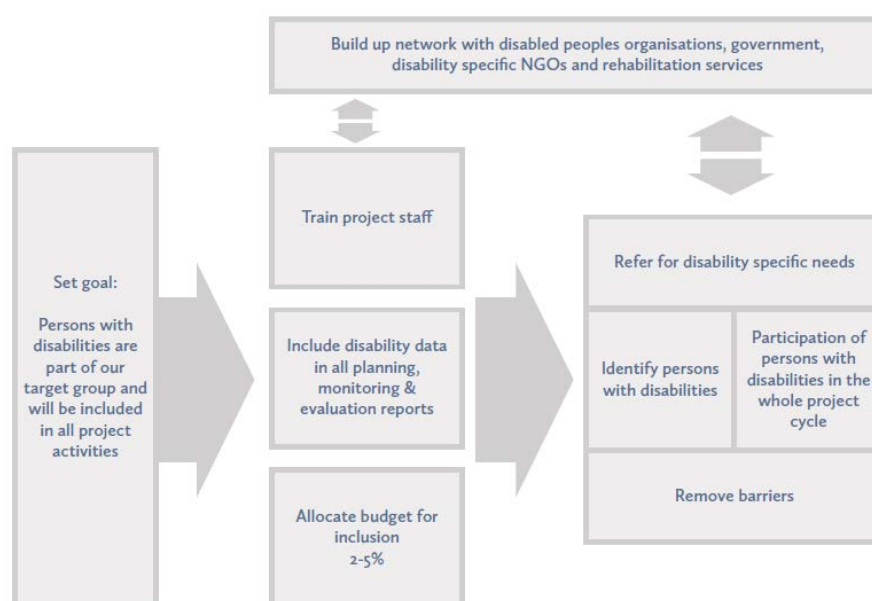 Build up network with disabled peoples organisations, government,
disability specific NGOs and rehabilitation services
Set goal:
Persons with
disabilities are
part of our
target group and
will be included
in all project
activities
Train project staff
Include disability data
in all planning,
monitoring &
evaluation reports
Allocate budget for
inclusion
2-5%
Refer for disability specific needs
Identify persons
with disabilities
Participation of
persons with
disabilities in the
whole project
cycle
Remove barriers